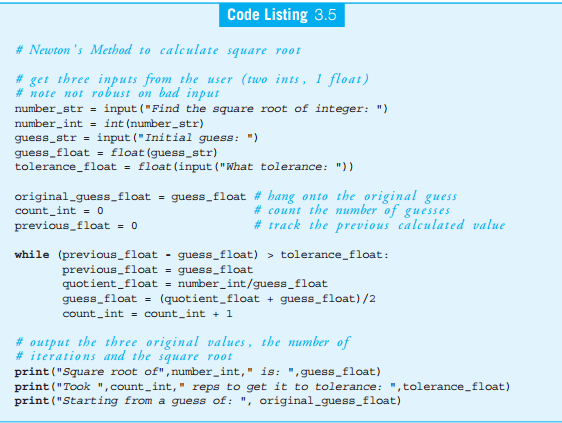 Code Listing 3.5
# Newton's Method to calculate square root
# get three inputs from the user (two ints, 1 float)
# note not robust on bad input
number_str = input("Find the square root of integer: ")
number_int = int(number_str)
guess_str = input("Initial guess: ")
guess_float = float(guess_str)
tolerance_float = float(input("What tolerance: "))
original_guess_float = guess_float # hang onto the original guess
count_int = 0 # count the number of guesses
previous_float = 0 # track the previous calculated value
while (previous_float - guess_float) > tolerance_float:
previous_float = guess_float
quotient_float = number_int/guess_float
guess_float = (quotient_float + guess_float)/2
count_int = count_int + 1
# output the three original values, the number of
# iterations and the square root
print("Square root of",number_int," is: ",guess_float)
print("Took ",count_int," reps to get it to tolerance: ",tolerance_float)
print("Starting from a guess of: ", original_guess_float)